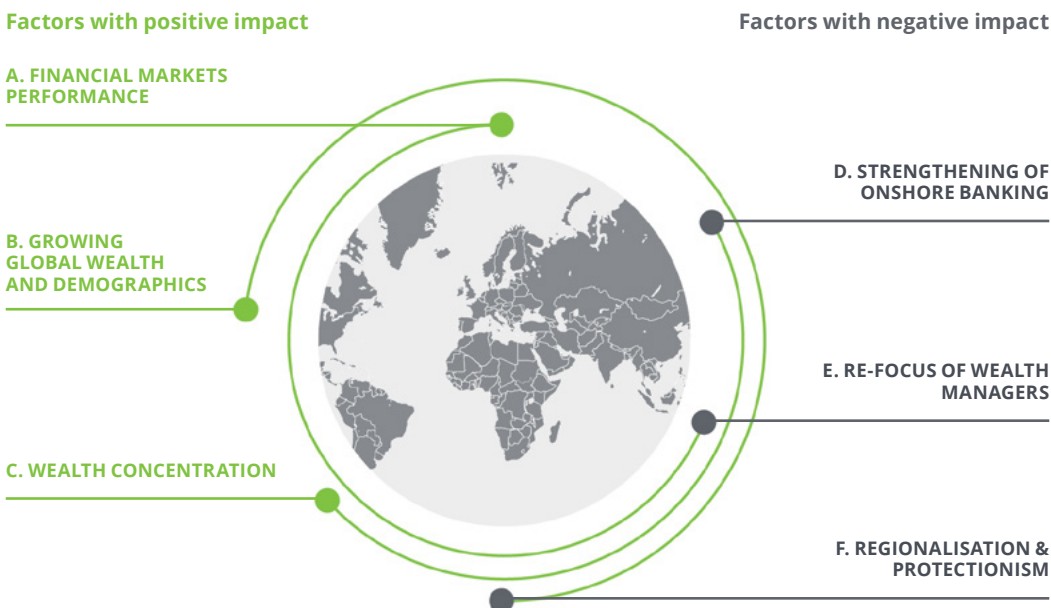 Factors with positive impact
A. FINANCIAL MARKETS
PERFORMANCE
B. GROWING
GLOBAL WEALTH
AND DEMOGRAPHICS
C. WEALTH CONCENTRATION
Factors with negative impact
D. STRENGTHENING OF
ONSHORE BANKING
E. RE-FOCUS OF WEALTH
MANAGERS
F. REGIONALISATION &
PROTECTIONISM